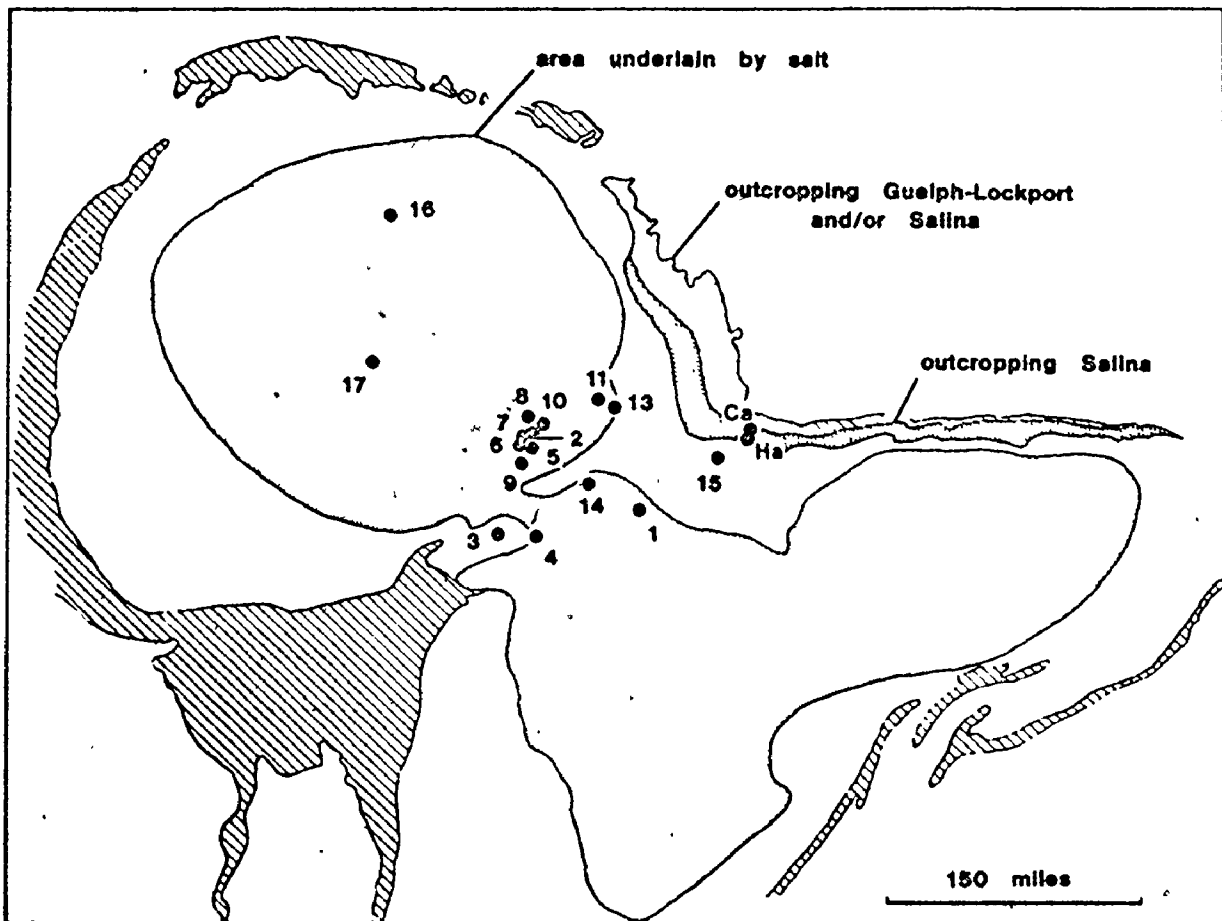 area underlain by salt
outcropping Guelph-Lockport
and/or Salina
16
17
outcropping Salina
11
8
10
13
7
Ca
6
2
5
Ha
9
15
14
1
3
4
150 miles